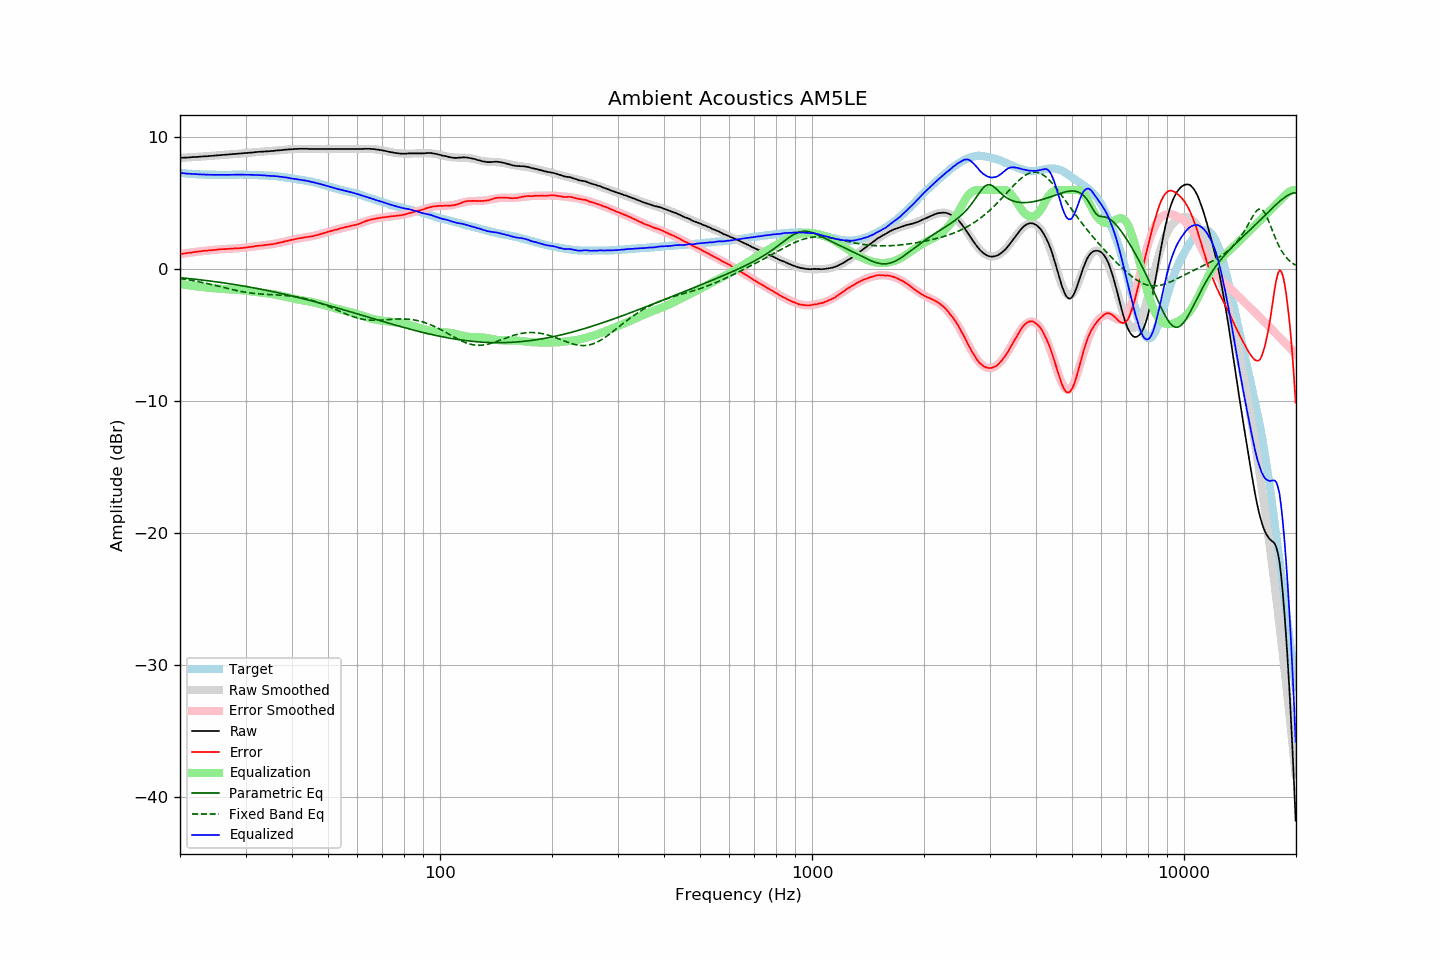 Ambient Acoustics AM5LE
10
0
−10
−20
−30
−40
Amplitude (dBr)
Target
Raw Smoothed
Error Smoothed
Raw
Error
Equalization
Parametric Eq
Fixed Band Eq
Equalized
100
1000
10000
Frequency (Hz)